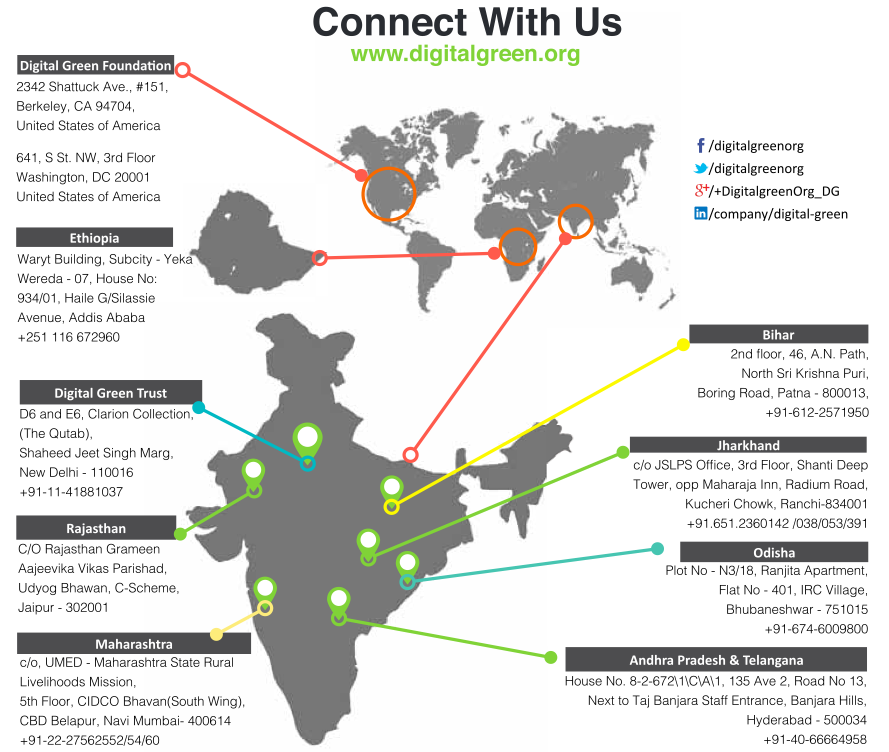 Connect With Us
www.digitalgreen.org
Digital Green Foundation
2342 Shattuck Ave., #151,
Berkeley, CA 94704,
United States of America
641, S St. NW, 3rd Floor
Washington, DC 20001
United States of America
/digitalgreenorg
/digitalgreenorg
/+DigitalgreenOrg_DG
/company/digital-green
Ethiopia
Waryt Building, Subcity - Yeka
Wereda - 07, House No:
934/01, Haile G/Silassie
Avenue, Addis Ababa
+251 116 672960
Digital Green Trust
D6 and E6, Clarion Collection,
(The Qutab),
Shaheed Jeet Singh Marg,
New Delhi - 110016
+91-11-41881037
Rajasthan
C/O Rajasthan Grameen
Aajeevika Vikas Parishad,
Udyog Bhawan, C-Scheme,
Jaipur - 302001
Maharashtra
c/o, UMED - Maharashtra State Rural
Livelihoods Mission,
5th Floor, CIDCO Bhavan(South Wing),
CBD Belapur, Navi Mumbai- 400614
+91-22-27562552/54/60
Bihar
2nd floor, 46, A.N. Path,
North Sri Krishna Puri,
Boring Road, Patna - 800013,
+91-612-2571950
Jharkhand
c/o JSLPS Office, 3rd Floor, Shanti Deep
Tower, opp Maharaja Inn, Radium Road,
Kucheri Chowk, Ranchi-834001
+91.651.2360142 /038/053/391
Odisha
Plot No - N3/18, Ranjita Apartment,
Flat No - 401, IRC Village,
Bhubaneshwar - 751015
+91-674-6009800
Andhra Pradesh & Telangana
House No. 8-2-672\1\C\A\1, 135 Ave 2, Road No 13,
Next to Taj Banjara Staff Entrance, Banjara Hills,
Hyderabad - 500034
+91-40-66664958